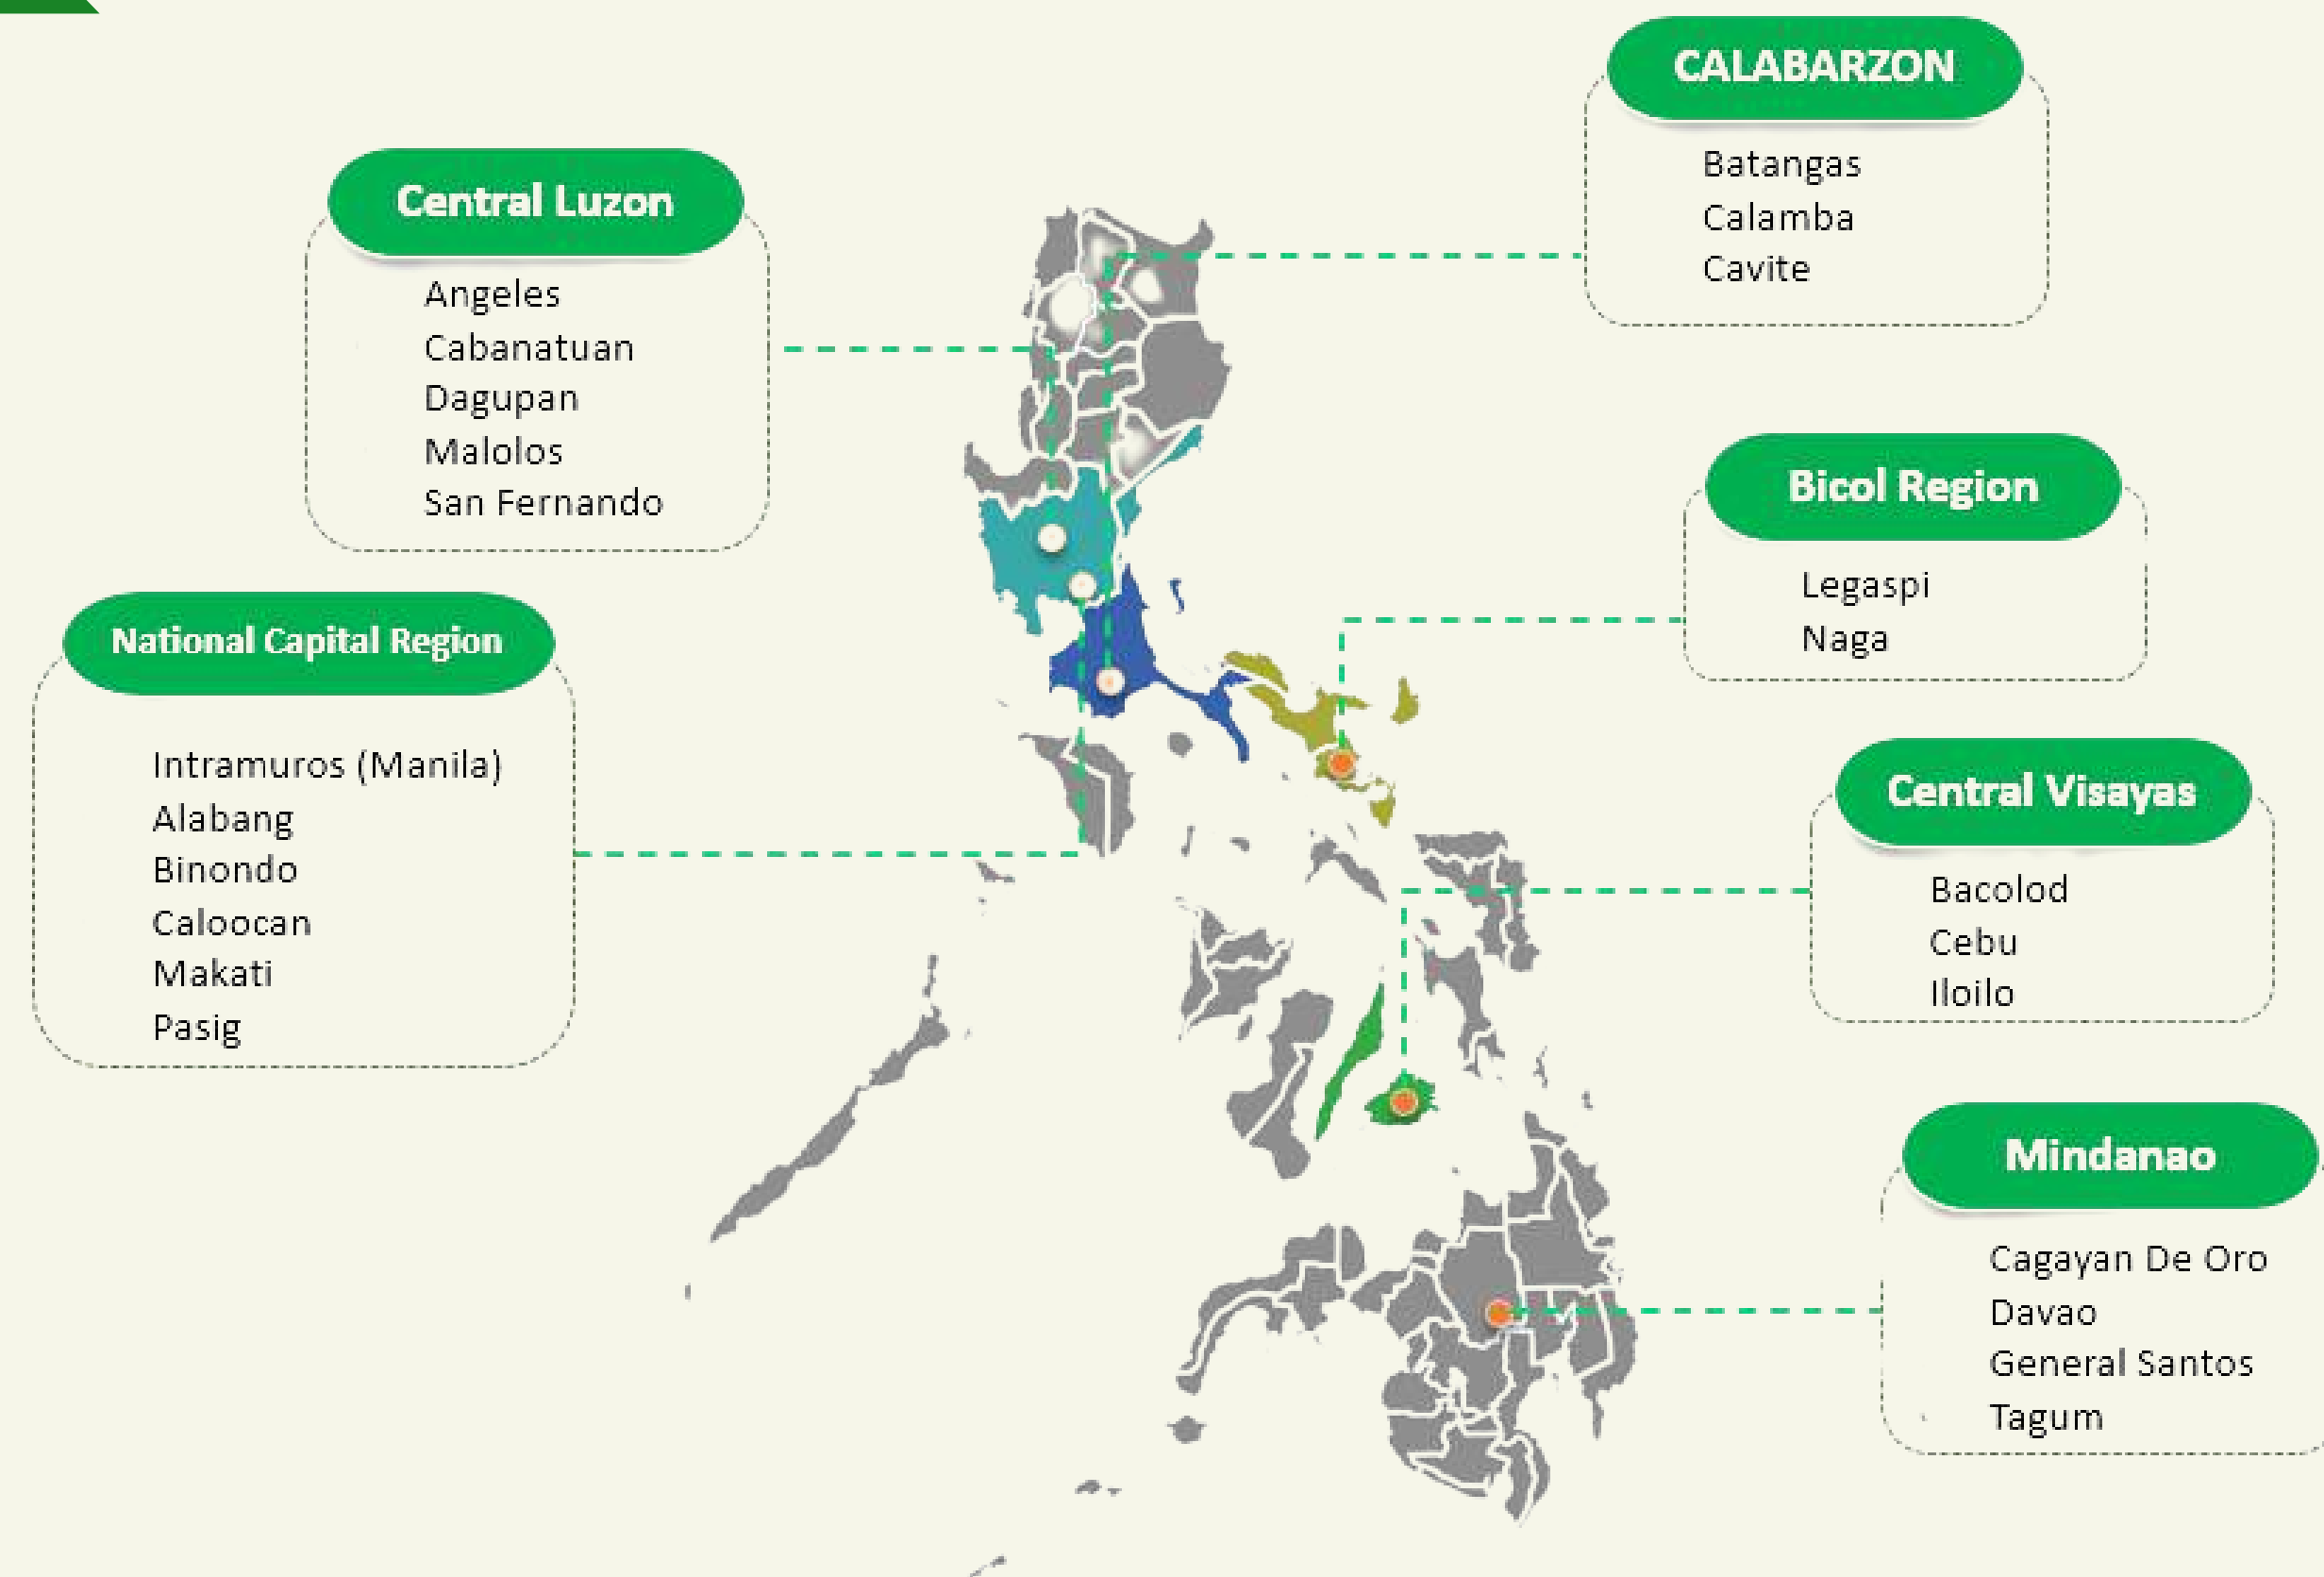 CALABARZON
Batangas
Calamba
Cavite
Central Luzon
Angeles
Cabanatuan
Dagupan
Malolos
San Fernando
Bicol Region
Legaspi
Naga
National Capital Region
Intramuros (Manila)
Alabang
Binondo
Caloocan
Makati
Pasig
Central Visayas
Bacolod
Cebu
Iloilo
Mindanao
Cagayan De Oro
Davao
General Santos
Tagum